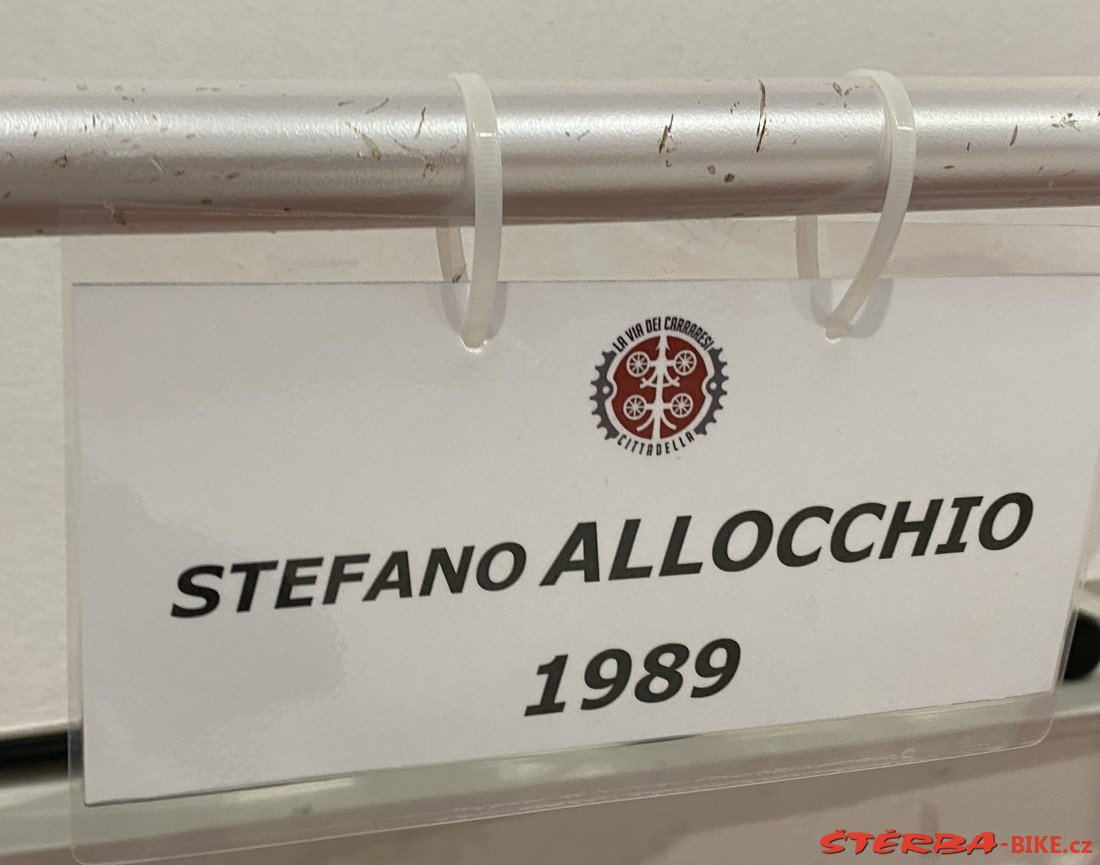 LA VIA DEI CARRARESI
CITTADELLA
STEFANO ALLOCCHIO
1989
ŠTĚRBA-BIKE.cz